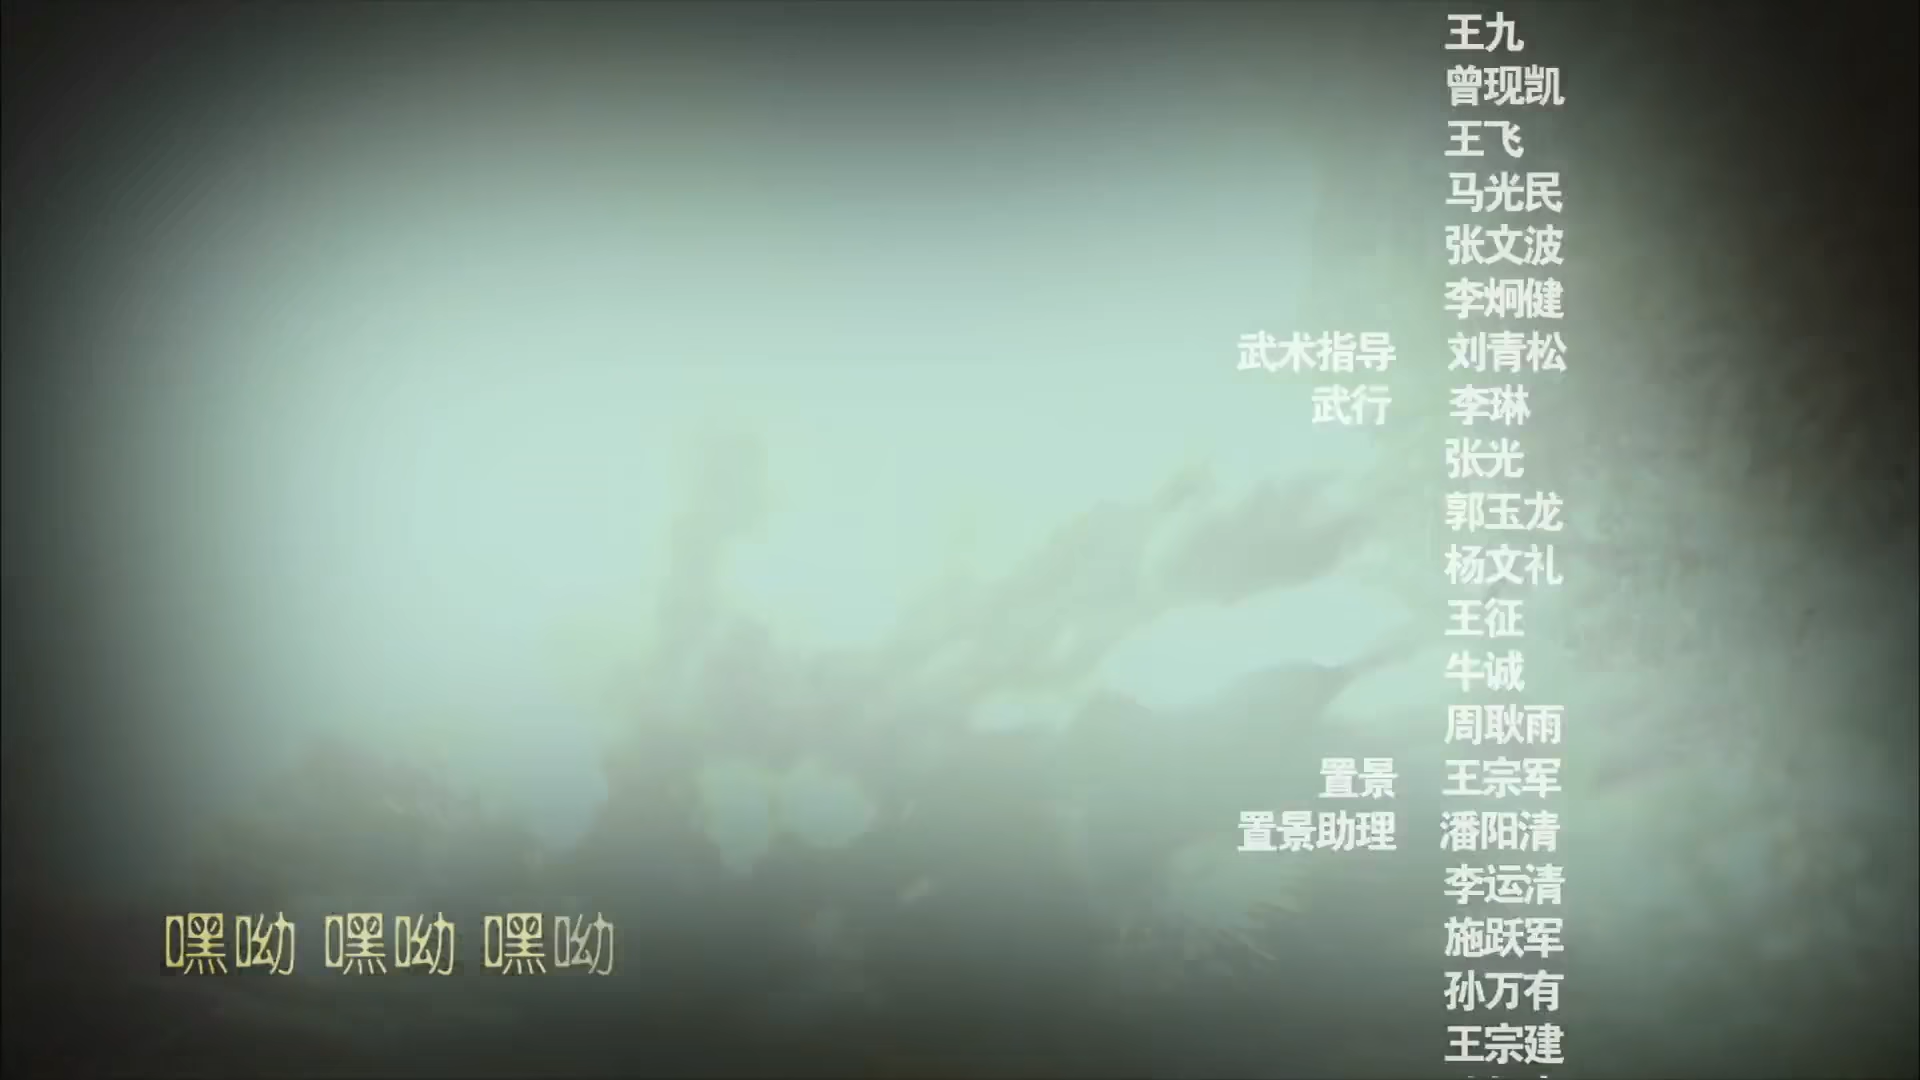 王九
曾现凯
王飞
马光民
张文波
李炯健
武术指导 刘青松
武行 李琳
张光
郭玉龙
杨文礼
王征
牛诚
周耿雨
置景 王宗军
置景助理 潘阳清
李运清
施跃军
孙万有
王宗建
嘿呦 嘿呦 嘿呦